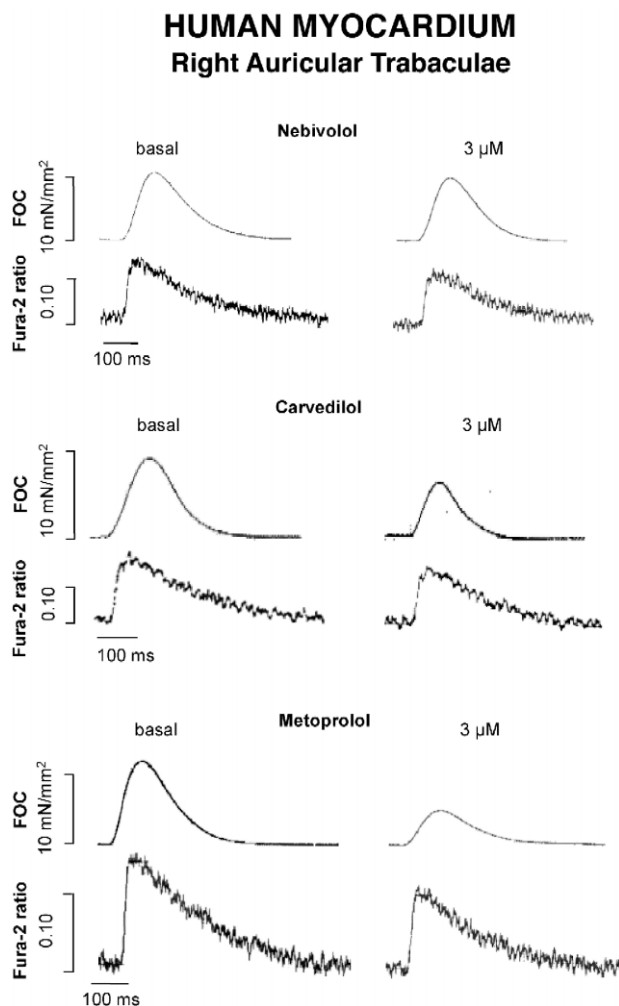 HUMAN MYOCARDIUM
Right Auricular Trabaculae
Nebivolol
basal
3 µM
FOC
10 mN/mm²
Fura-2 ratio
0.10
100 ms
Carvedilol
basal
3 µM
FOC
10 mN/mm²
Fura-2 ratio
0.10
100 ms
Metoprolol
basal
3 µM
FOC
10 mN/mm²
Fura-2 ratio
0.10
100 ms